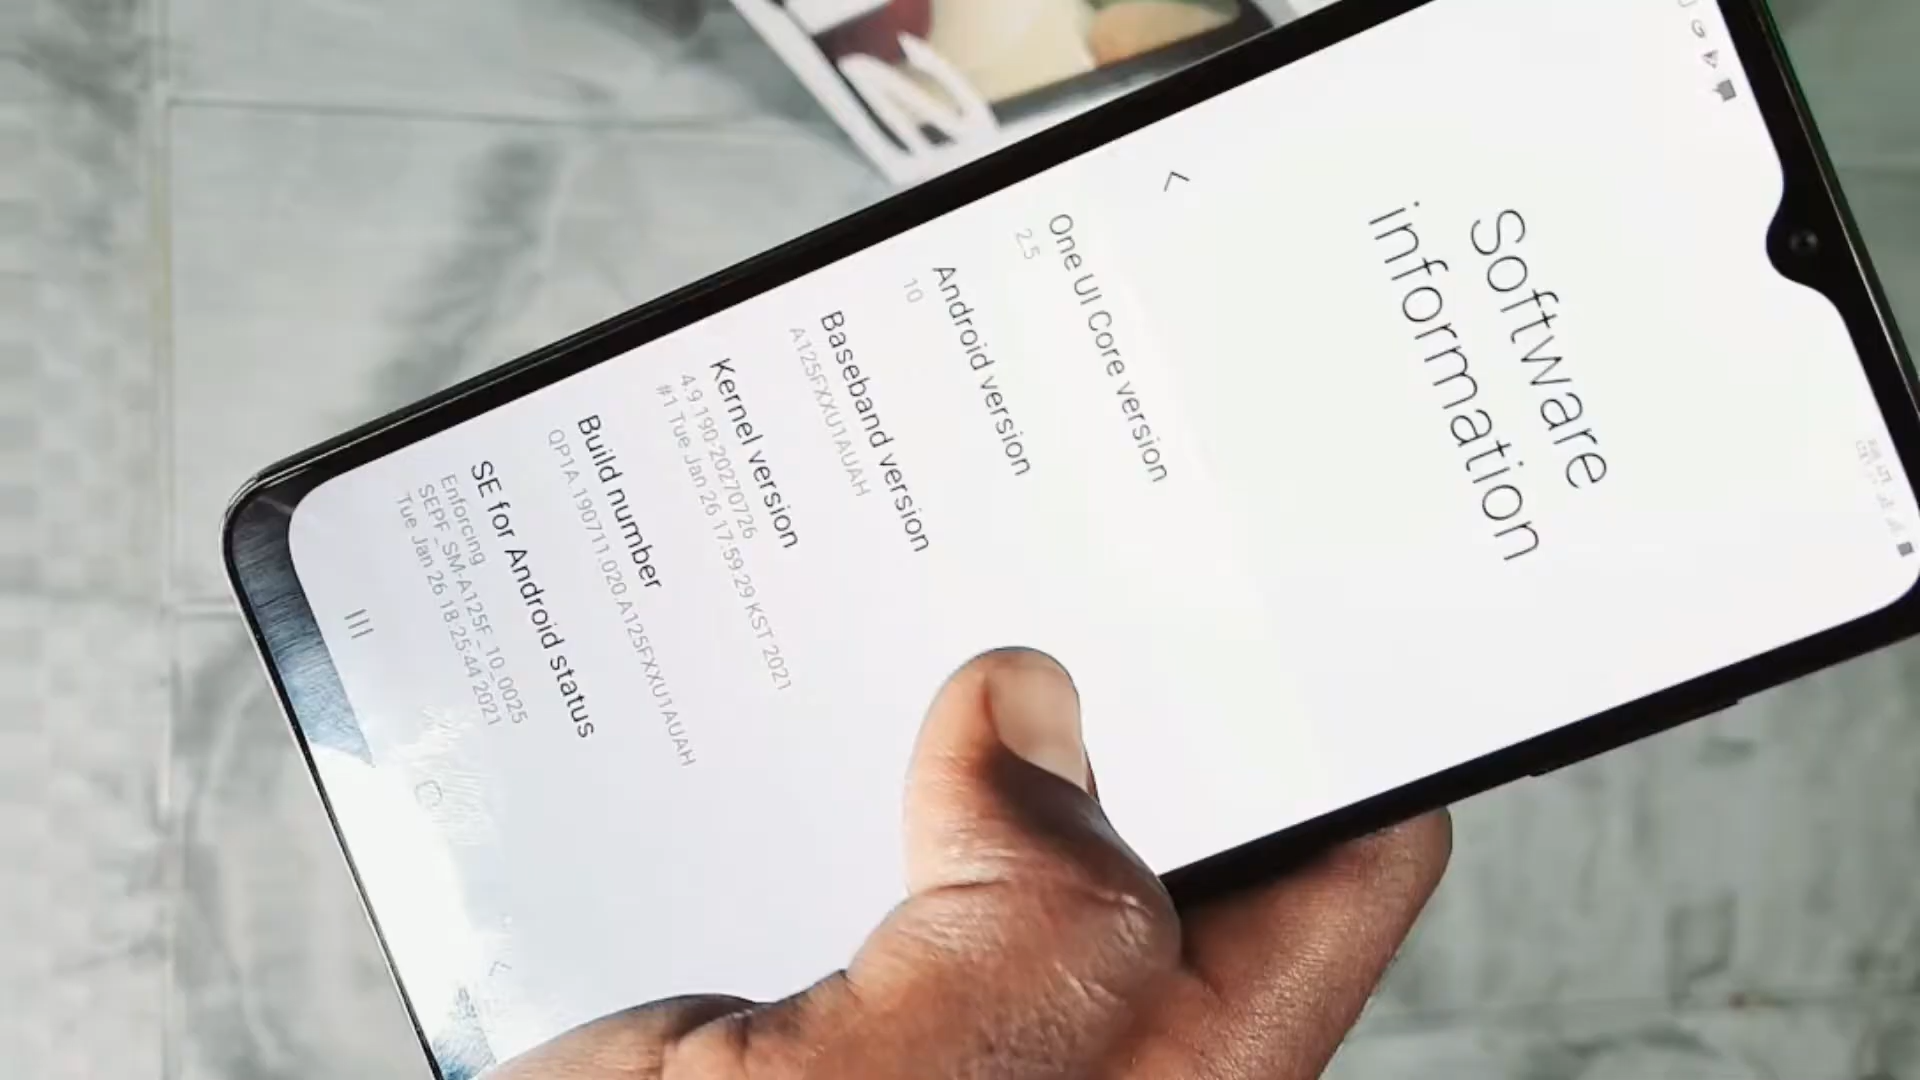 Software
information
One UI Core version
2.5
Android version
10
Baseband version
A125FXXU1AUAH
Kernel version
4.9.190-20270726
#1 Tue Jan 26 17:59:29 KST 2021
Build number
QP1A.190711.020.A125FXXU1AUAH
SE for Android status
Enforcing
SEPF_SM-A125F_10_0025
Tue Jan 26 18:25:44 2021